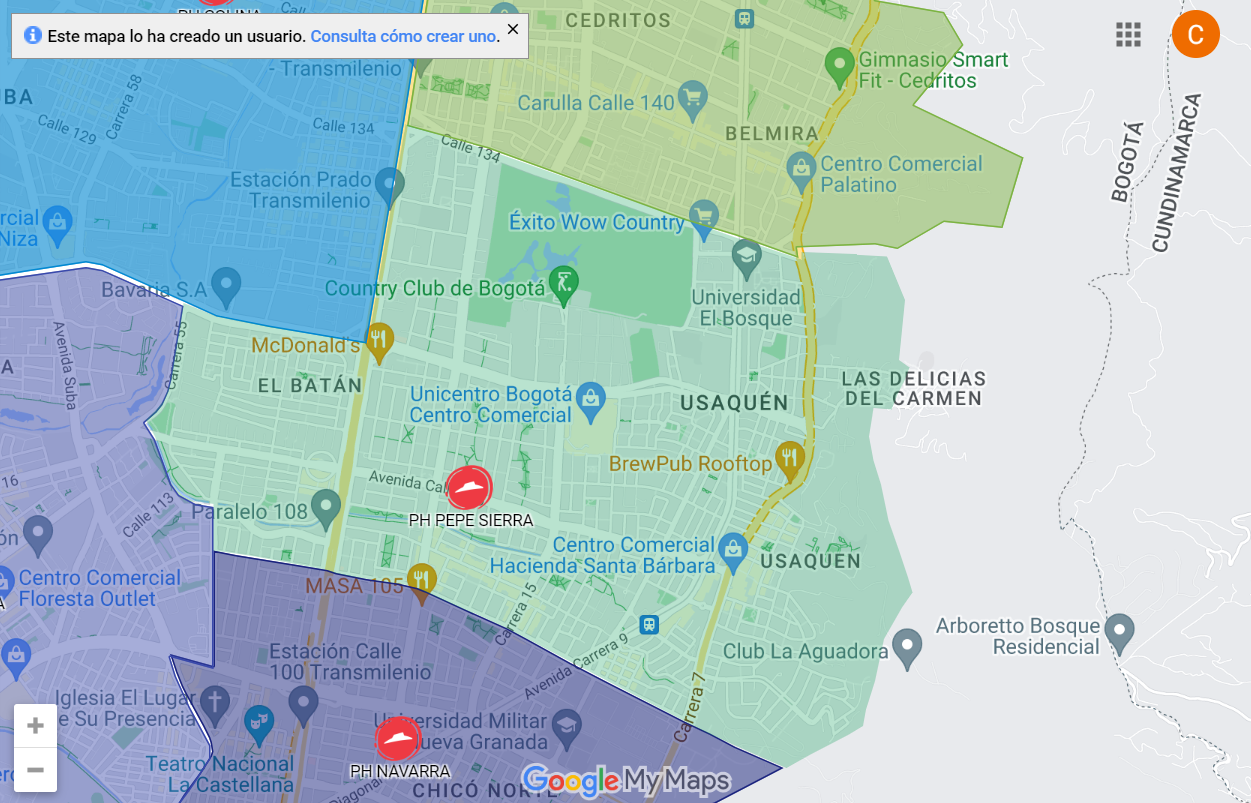 PH COLINA
CEDRITOS
Este mapa lo ha creado un usuario. Consulta cómo crear uno.
C
- Transmilenio
Gimnasio Smart
Fit - Cedritos
UBA
Calle 129
Carrera 58
Calle 134
Carulla Calle 140
BELMIRA
BOGOTÁ
CUNDINAMARCA
Calle 134
Centro Comercial
Palatino
Estación Prado
Transmilenio
rcial
Niza
Éxito Wow Country
Bavaria S.A
Country Club de Bogotá
Universidad
El Bosque
McDonald's
Avenida Suba
Carrera 55
A
EL BATÁN
Unicentro Bogotá
Centro Comercial
USAQUÉN
LAS DELICIAS
DEL CARMEN
BrewPub Rooftop
16
Avenida Cal
PH PEPE SIERRA
Calle 113
Paralelo 108
ón
Centro Comercial
Hacienda Santa Bárbara
USAQUEN
Centro Comercial
Floresta Outlet
A
MASA 105
Carrera 15
Avenida Carrera 9
Arboretto Bosque
Residencial
Estación Calle
100 Transmilenio
Club La Aguadora
Carrera 7
Iglesia El Lugar
e Su Presencia
Universidad Militar
Nueva Granada
PH NAVARRA
Teatro Nacional
La Castellana
Diagonal
CHICÓ NORTE
Google My Maps